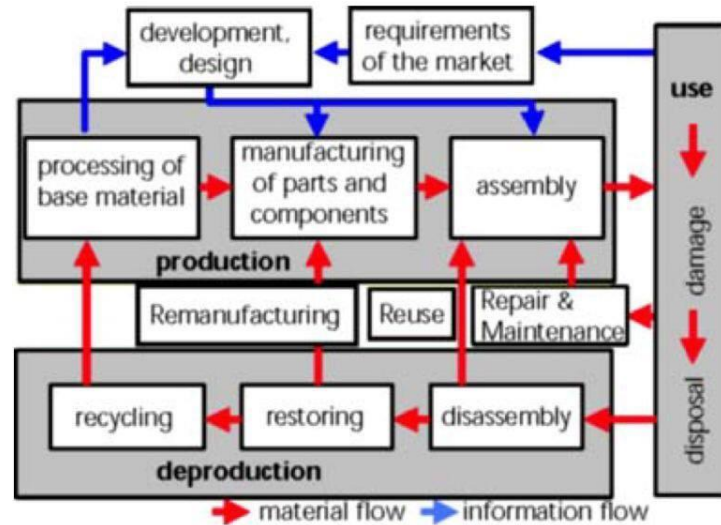 development,
design
requirements
of the market
use
processing of
base material
manufacturing
of parts and
components
assembly
production
damage
Remanufacturing
Reuse
Repair &
Maintenance
disposal
recycling
restoring
disassembly
deproduction
material flow
information flow